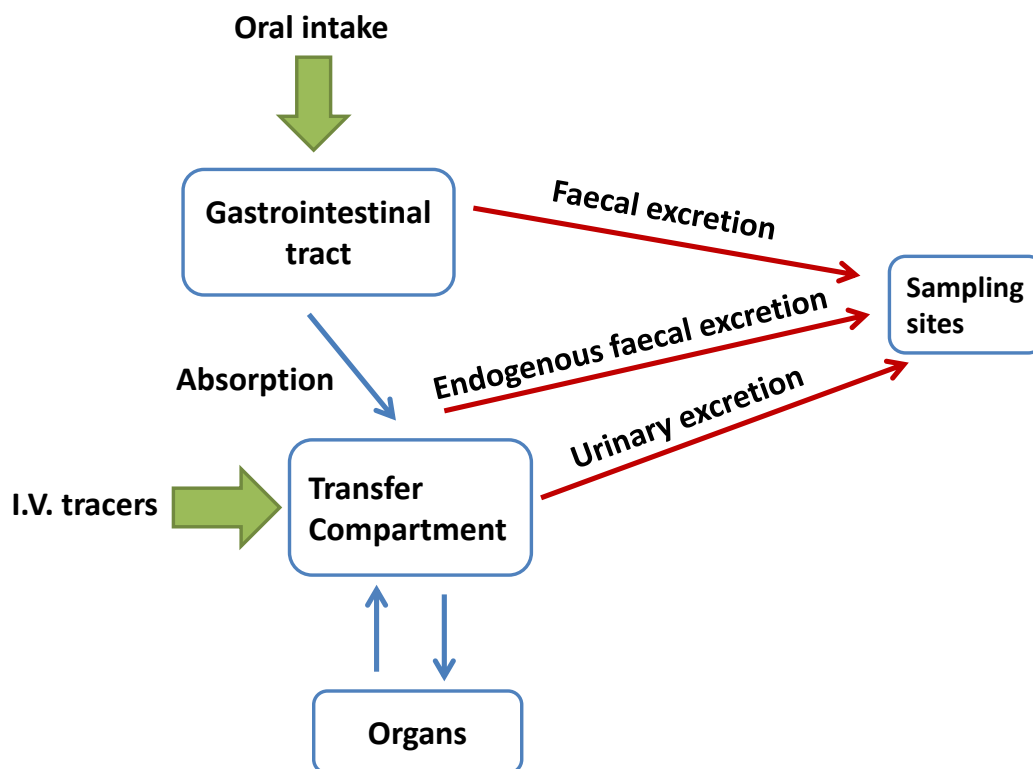 Oral intake
Gastrointestinal
tract
Faecal excretion
Sampling
sites
Endogenous faecal excretion
Absorption
Urinary excretion
I.V. tracers
Transfer
Compartment
Organs